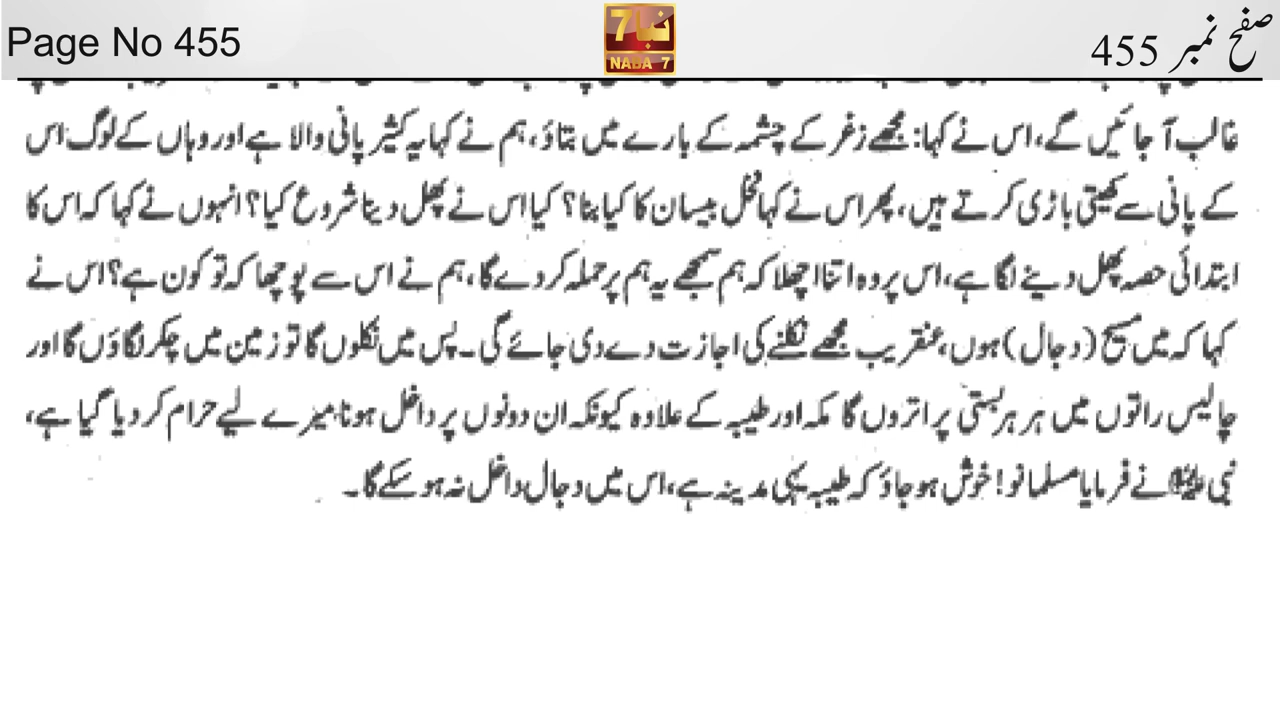 Page No 455
نبأ 7
NABA 7
صفح نمبر 455
غالب آ جائیں گے، اس نے کہا: مجھے زغر کے چشمہ کے بارے میں بتاؤ، ہم نے کہا یہ کثیر پانی والا ہے اور وہاں کے لوگ اس
کے پانی سے کھیتی باڑی کرتے ہیں، پھر اس نے کہا نخل بیسان کا کیا بنا؟ کیا اس نے پھل دینا شروع کیا؟ انہوں نے کہا کہ اس کا
ابتدائی حصہ پھل دینے لگا ہے، اس پر وہ اتنا اچھلا کہ ہم سمجھے یہ ہم پر حملہ کر دے گا، ہم نے اس سے پوچھا کہ تو کون ہے؟ اس نے
کہا کہ میں مسیح (دجال) ہوں، عنقریب مجھے نکلنے کی اجازت دے دی جائے گی۔ پس میں نکلوں گا تو زمین میں چکر لگاؤں گا اور
چالیس راتوں میں ہر ہر بستی پر اتروں گا مکہ اور طیبہ کے علاوہ کیونکہ ان دونوں پر داخل ہونا میرے لیے حرام کر دیا گیا ہے،
نبی ﷺ نے فرمایا مسلمانو! خوش ہو جاؤ کہ طیبہ یہی مدینہ ہے، اس میں دجال داخل نہ ہو سکے گا۔